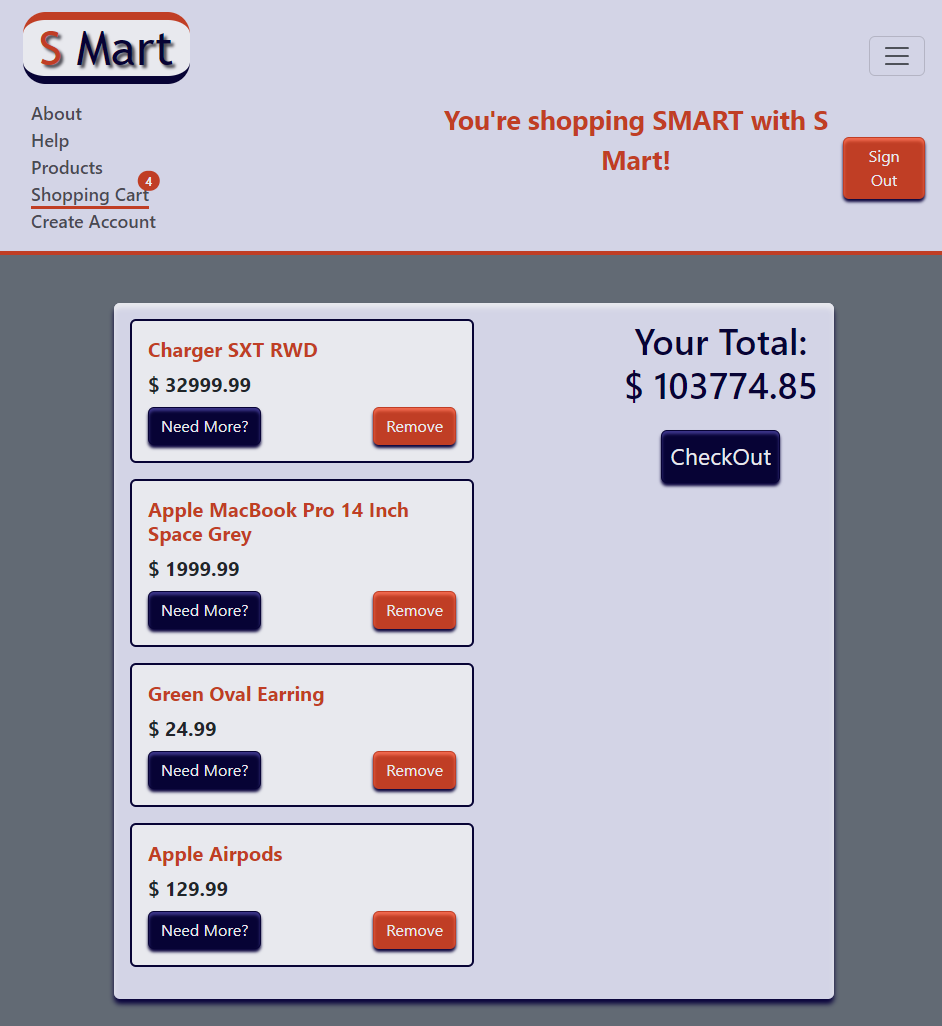 S Mart
About
Help
Products
Shopping Cart
4
Create Account
You're shopping SMART with S
Mart!
Sign
Out
Charger SXT RWD
$ 32999.99
Need More?
Remove
Apple MacBook Pro 14 Inch
Space Grey
$ 1999.99
Need More?
Remove
Green Oval Earring
$ 24.99
Need More?
Remove
Apple Airpods
$ 129.99
Need More?
Remove
Your Total:
$ 103774.85
CheckOut